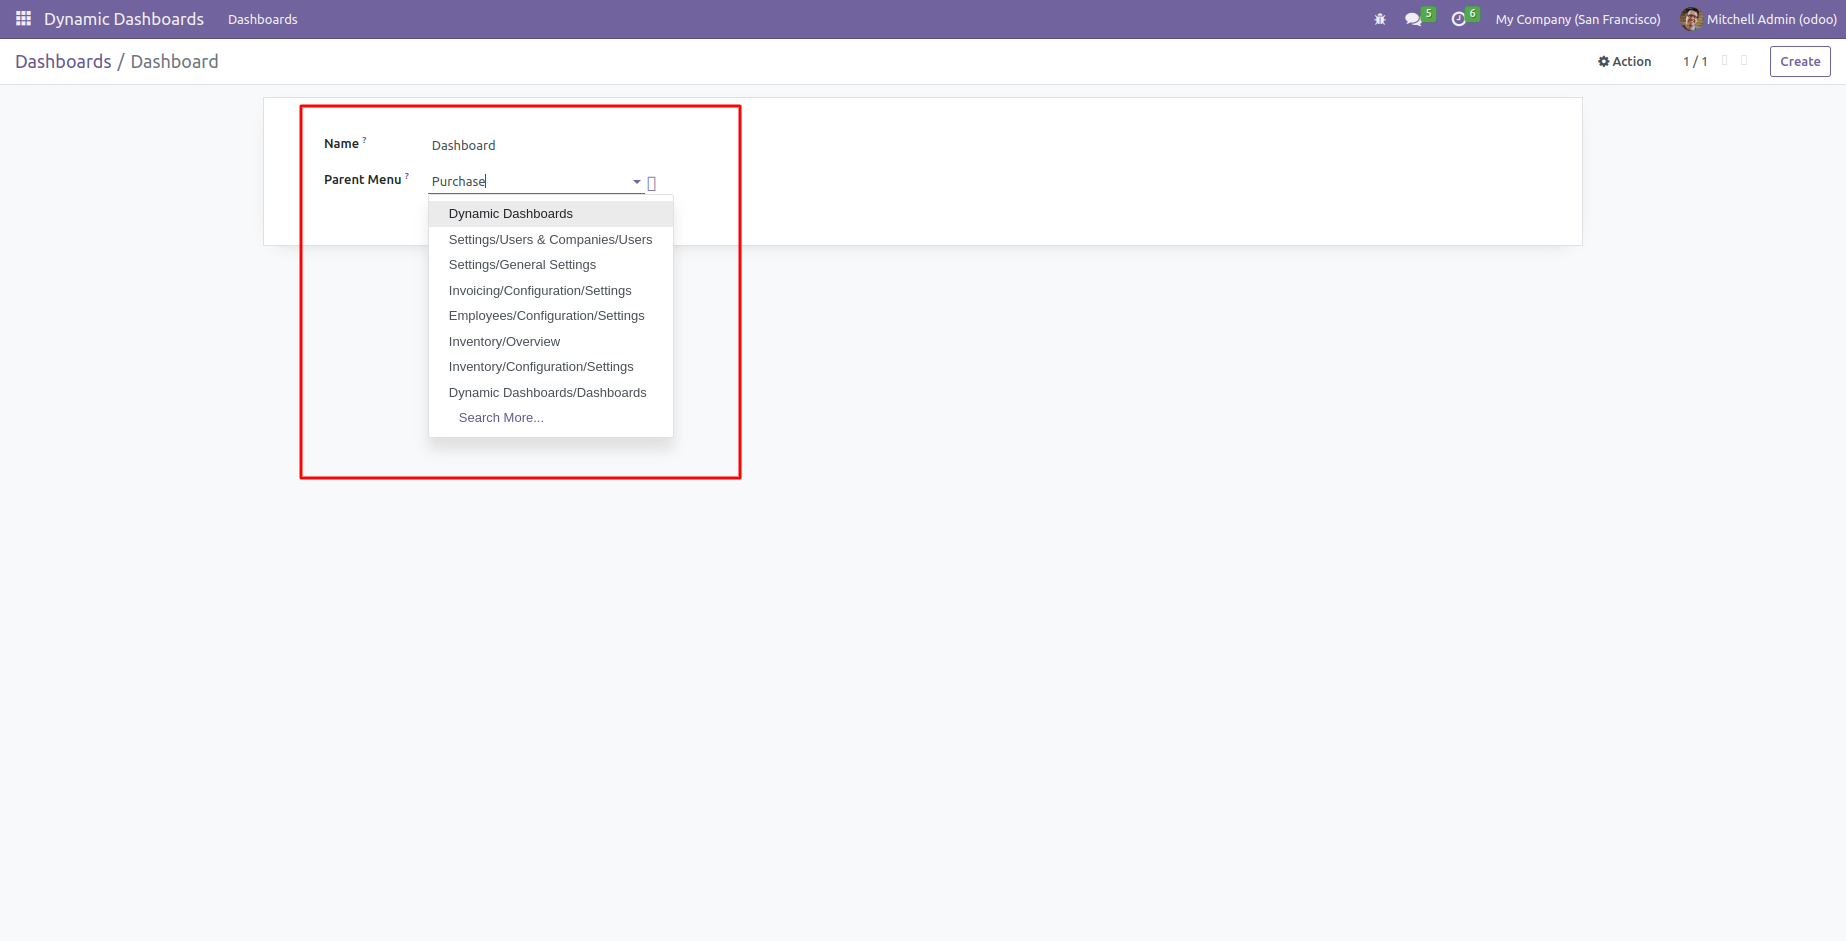 Dynamic Dashboards Dashboards 5 6 My Company (San Francisco) Mitchell Admin (odoo)
Dashboards / Dashboard Action 1 / 1 Create
Name ? Dashboard
Parent Menu ? Purchase
Dynamic Dashboards
Settings/Users & Companies/Users
Settings/General Settings
Invoicing/Configuration/Settings
Employees/Configuration/Settings
Inventory/Overview
Inventory/Configuration/Settings
Dynamic Dashboards/Dashboards
Search More...